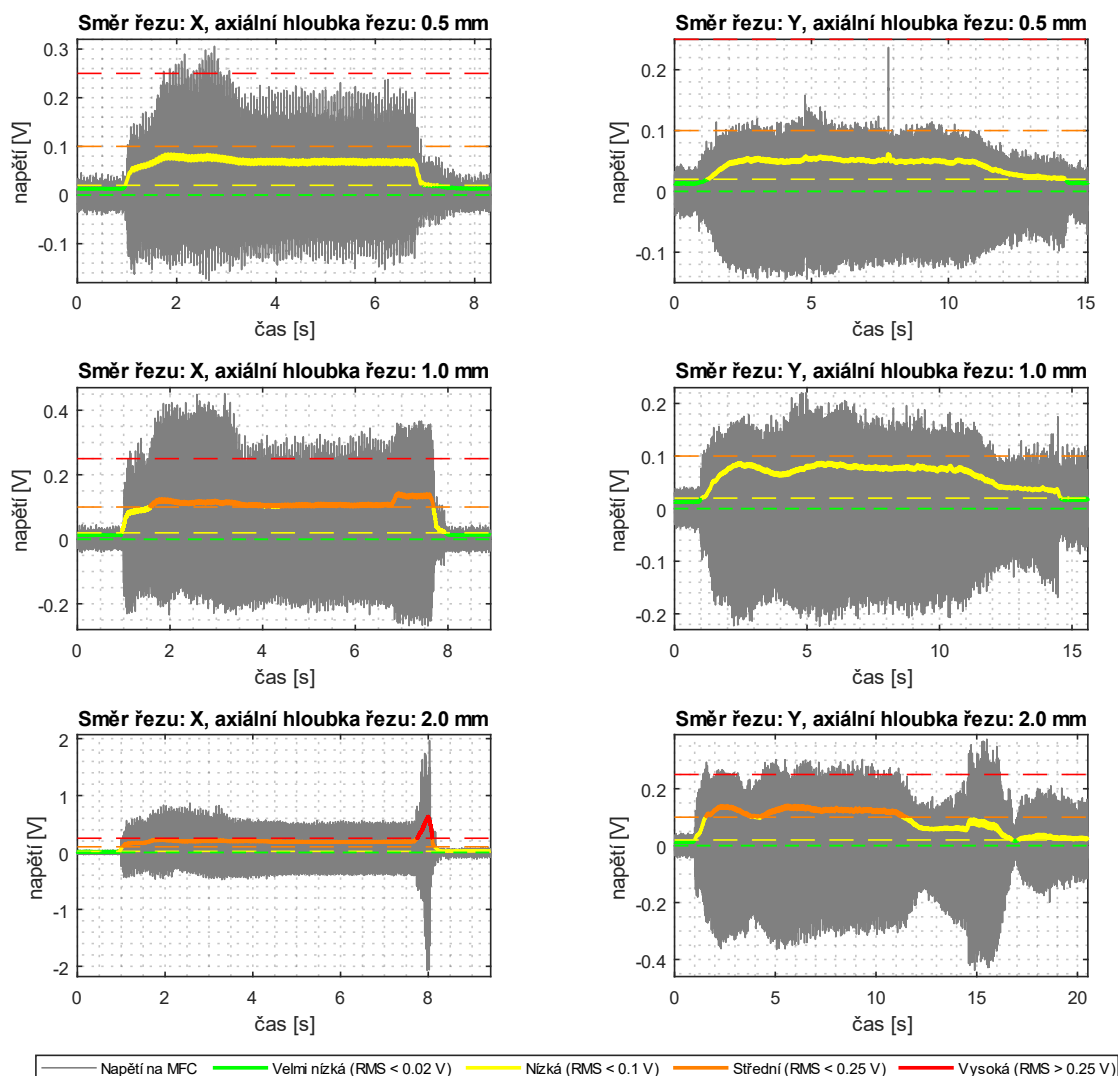 Směr řezu: X, axiální hloubka řezu: 0.5 mm
napětí [V]
0.3
0.2
0.1
0
-0.1
0 2 4 6 8
čas [s]
Směr řezu: Y, axiální hloubka řezu: 0.5 mm
napětí [V]
0.2
0.1
0
-0.1
0 5 10 15
čas [s]
Směr řezu: X, axiální hloubka řezu: 1.0 mm
napětí [V]
0.4
0.2
0
-0.2
0 2 4 6 8
čas [s]
Směr řezu: Y, axiální hloubka řezu: 1.0 mm
napětí [V]
0.2
0.1
0
-0.1
-0.2
0 5 10 15
čas [s]
Směr řezu: X, axiální hloubka řezu: 2.0 mm
napětí [V]
2
1
0
-1
-2
0 2 4 6 8
čas [s]
Směr řezu: Y, axiální hloubka řezu: 2.0 mm
napětí [V]
0.2
0
-0.2
-0.4
0 5 10 15 20
čas [s]
Napětí na MFC Velmi nízká (RMS < 0.02 V) Nízká (RMS < 0.1 V) Střední (RMS < 0.25 V) Vysoká (RMS > 0.25 V)